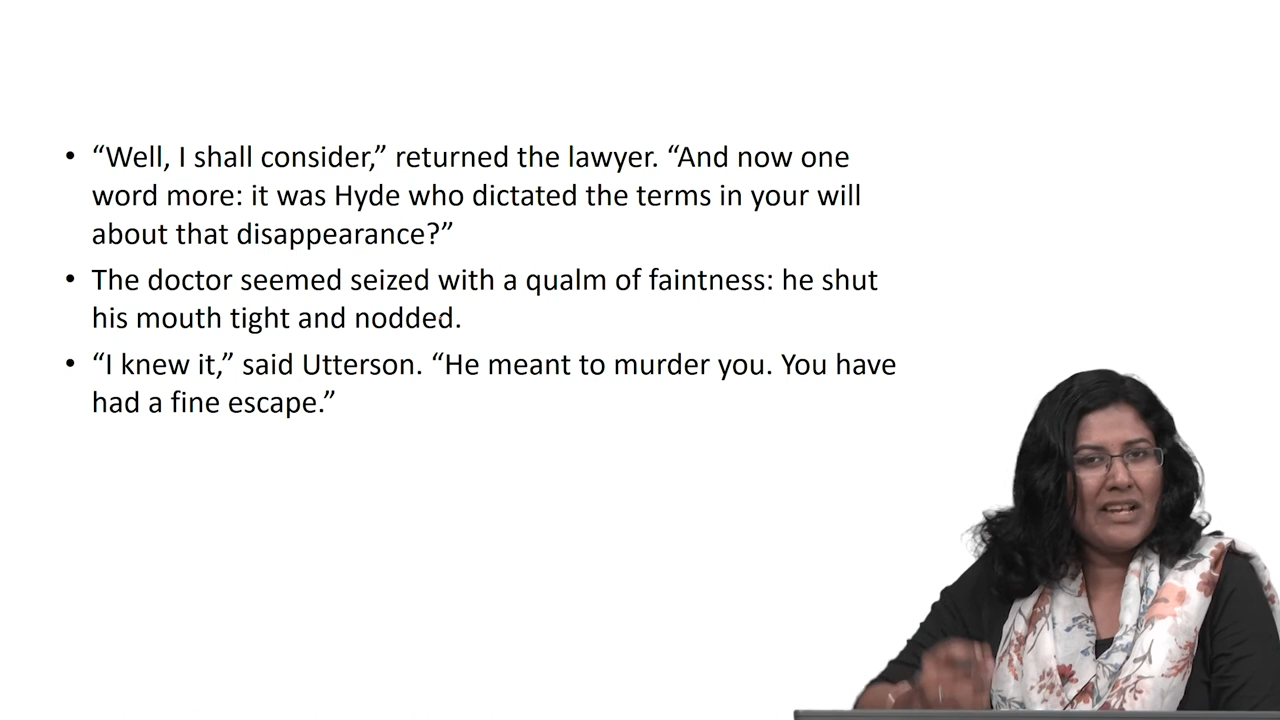 • “Well, I shall consider,” returned the lawyer. “And now one
word more: it was Hyde who dictated the terms in your will
about that disappearance?”
• The doctor seemed seized with a qualm of faintness: he shut
his mouth tight and nodded.
• “I knew it,” said Utterson. “He meant to murder you. You have
had a fine escape.”